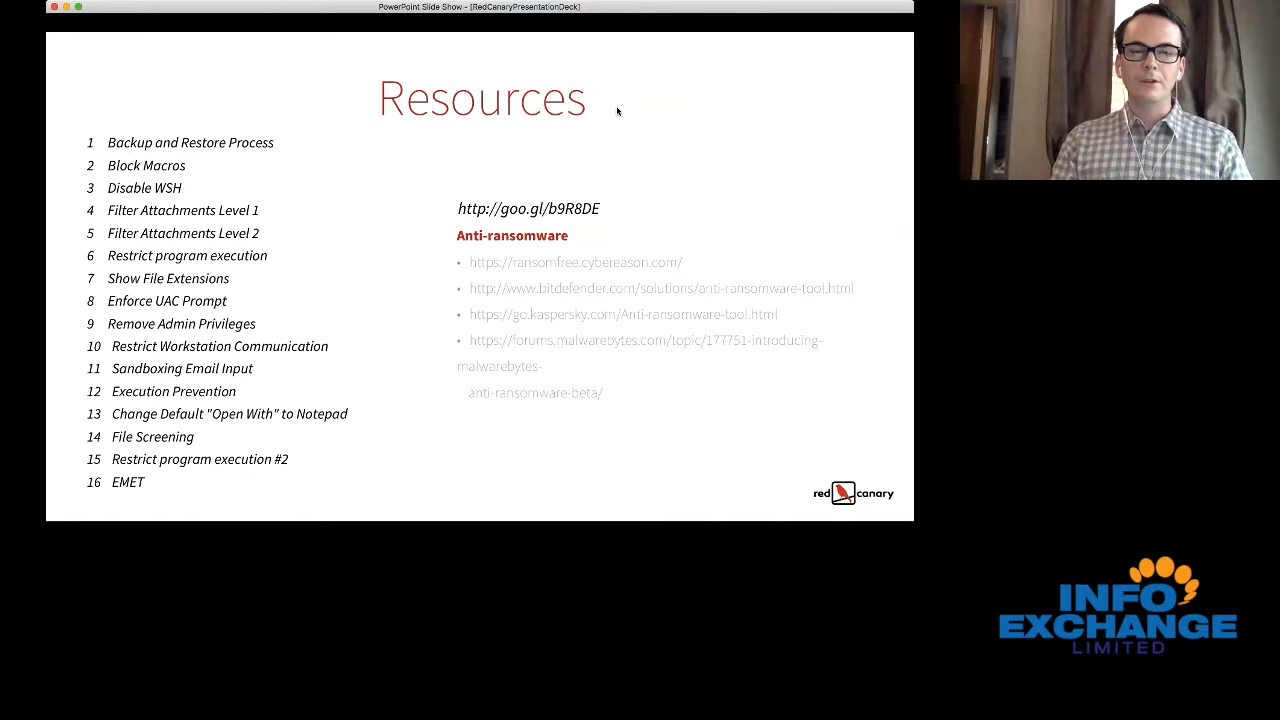 PowerPoint Slide Show - [RedCanaryPresentationDeck]
Resources
1 Backup and Restore Process
2 Block Macros
3 Disable WSH
4 Filter Attachments Level 1
5 Filter Attachments Level 2
6 Restrict program execution
7 Show File Extensions
8 Enforce UAC Prompt
9 Remove Admin Privileges
10 Restrict Workstation Communication
11 Sandboxing Email Input
12 Execution Prevention
13 Change Default "Open With" to Notepad
14 File Screening
15 Restrict program execution #2
16 EMET
http://goo.gl/b9R8DE
Anti-ransomware
• https://ransomfree.cybereason.com/
• http://www.bitdefender.com/solutions/anti-ransomware-tool.html
• https://go.kaspersky.com/Anti-ransomware-tool.html
• https://forums.malwarebytes.com/topic/177751-introducing-
malwarebytes-
anti-ransomware-beta/
red canary
INFO
EXCHANGE
LIMITED